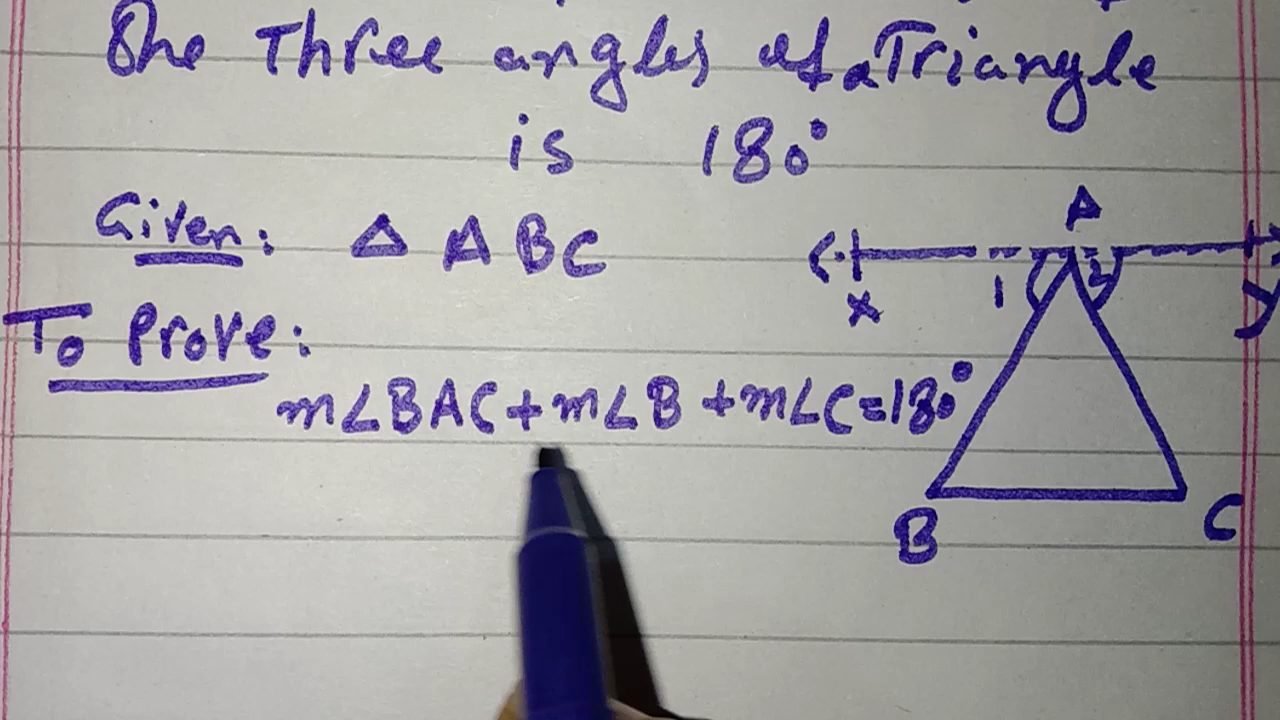 The Three angles of a Triangle
is 180°
Given: Δ ABC
To Prove:
m∠BAC+m∠B+m∠C=180°
A
x
1
2
y
B
C